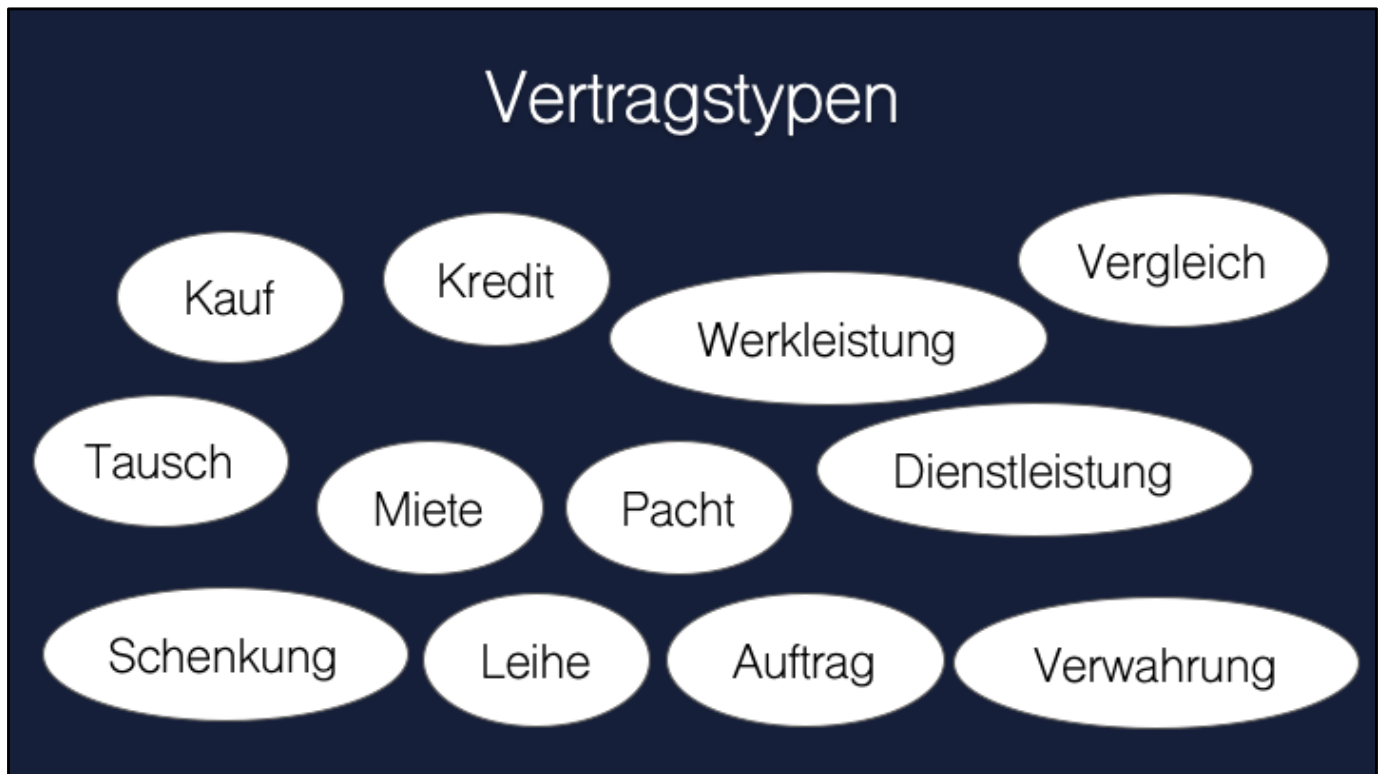 Vertragstypen
Kauf
Kredit
Werkleistung
Vergleich
Tausch
Miete
Pacht
Dienstleistung
Schenkung
Leihe
Auftrag
Verwahrung